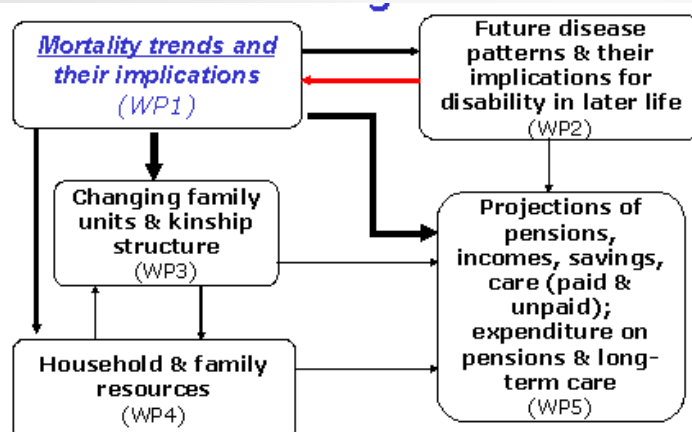 Mortality trends and
their implications
(WP1)
Future disease
patterns & their
implications for
disability in later life
(WP2)
Changing family
units & kinship
structure
(WP3)
Projections of
pensions,
incomes, savings,
care (paid &
unpaid);
expenditure on
pensions & long-
term care
(WP5)
Household & family
resources
(WP4)